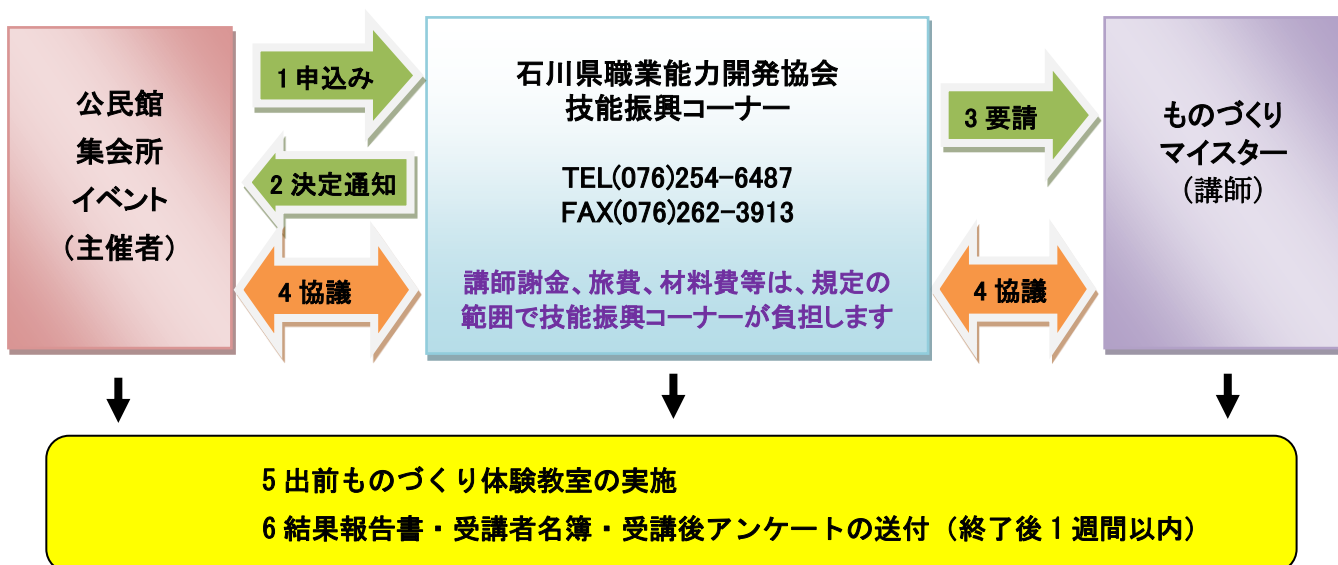 公民館
集会所
イベント
（主催者）
1 申込み
2 決定通知
4 協議
石川県職業能力開発協会
技能振興コーナー
TEL(076)254-6487
FAX(076)262-3913
講師謝金、旅費、材料費等は、規定の
範囲で技能振興コーナーが負担します
3 要請
4 協議
ものづくり
マイスター
（講師）
5 出前ものづくり体験教室の実施
6 結果報告書・受講者名簿・受講後アンケートの送付（終了後 1 週間以内）